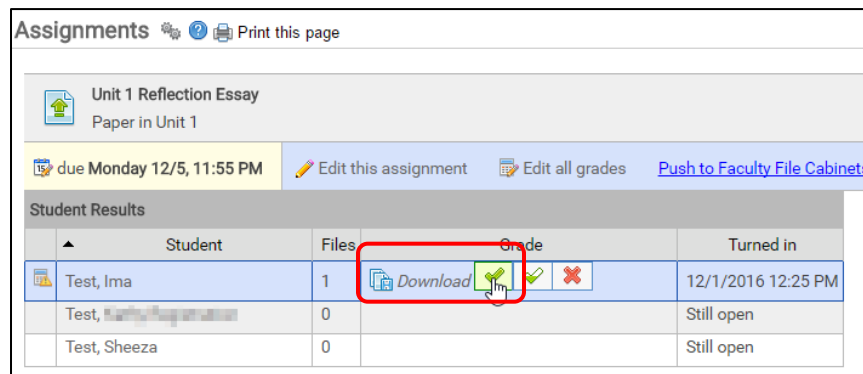 Assignments Print this page
Unit 1 Reflection Essay
Paper in Unit 1
15 due Monday 12/5, 11:55 PM Edit this assignment Edit all grades Push to Faculty File Cabinets
Student Results
Student Files Grade Turned in
Test, Ima 1 Download 12/1/2016 12:25 PM
Test, 0 Still open
Test, Sheeza 0 Still open